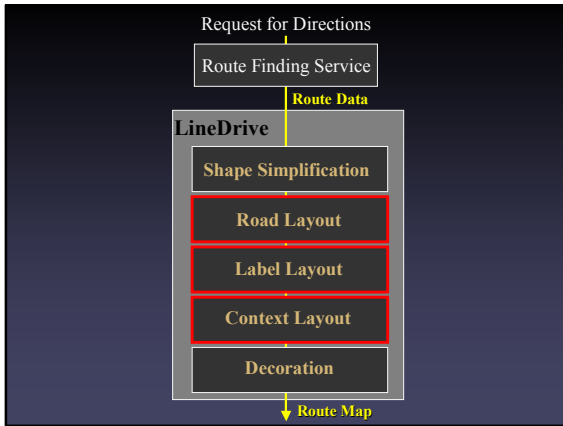 Request for Directions
Route Finding Service
Route Data
LineDrive
Shape Simplification
Road Layout
Label Layout
Context Layout
Decoration
Route Map